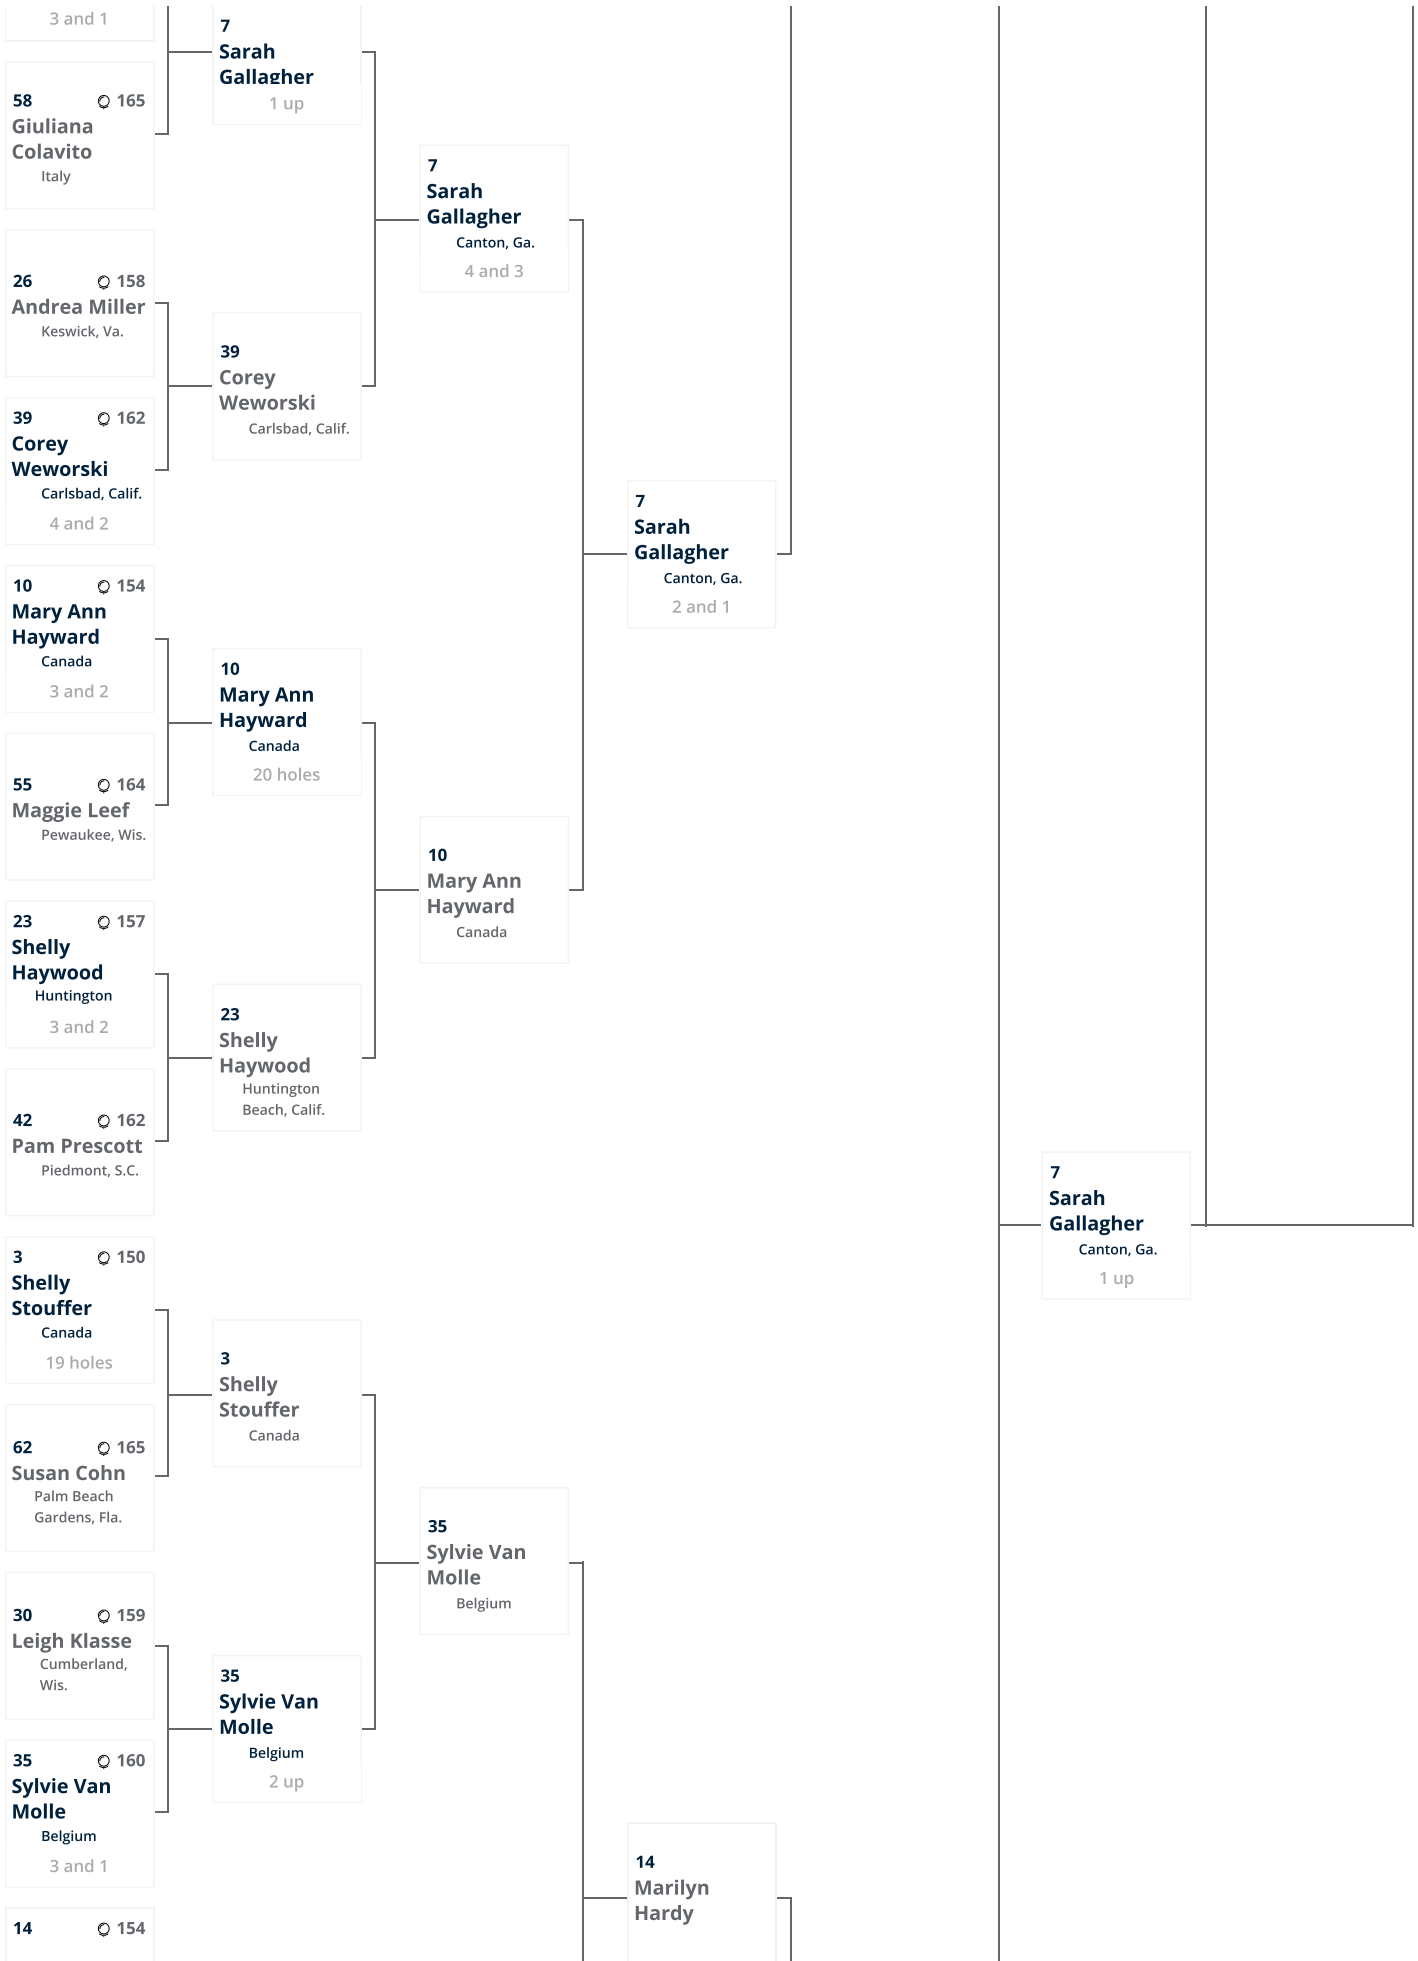 3 and 1
58 165
Giuliana
Colavito
Italy
26 158
Andrea Miller
Keswick, Va.
39 162
Corey
Weworski
Carlsbad, Calif.
4 and 2
10 154
Mary Ann
Hayward
Canada
3 and 2
55 164
Maggie Leef
Pewaukee, Wis.
23 157
Shelly
Haywood
Huntington
3 and 2
42 162
Pam Prescott
Piedmont, S.C.
3 150
Shelly
Stouffer
Canada
19 holes
62 165
Susan Cohn
Palm Beach
Gardens, Fla.
30 159
Leigh Klasse
Cumberland,
Wis.
35 160
Sylvie Van
Molle
Belgium
3 and 1
14 154
7
Sarah
Gallagher
1 up
39
Corey
Weworski
Carlsbad, Calif.
10
Mary Ann
Hayward
Canada
20 holes
23
Shelly
Haywood
Huntington
Beach, Calif.
3
Shelly
Stouffer
Canada
35
Sylvie Van
Molle
Belgium
2 up
7
Sarah
Gallagher
Canton, Ga.
4 and 3
10
Mary Ann
Hayward
Canada
35
Sylvie Van
Molle
Belgium
7
Sarah
Gallagher
Canton, Ga.
2 and 1
14
Marilyn
Hardy
7
Sarah
Gallagher
Canton, Ga.
1 up